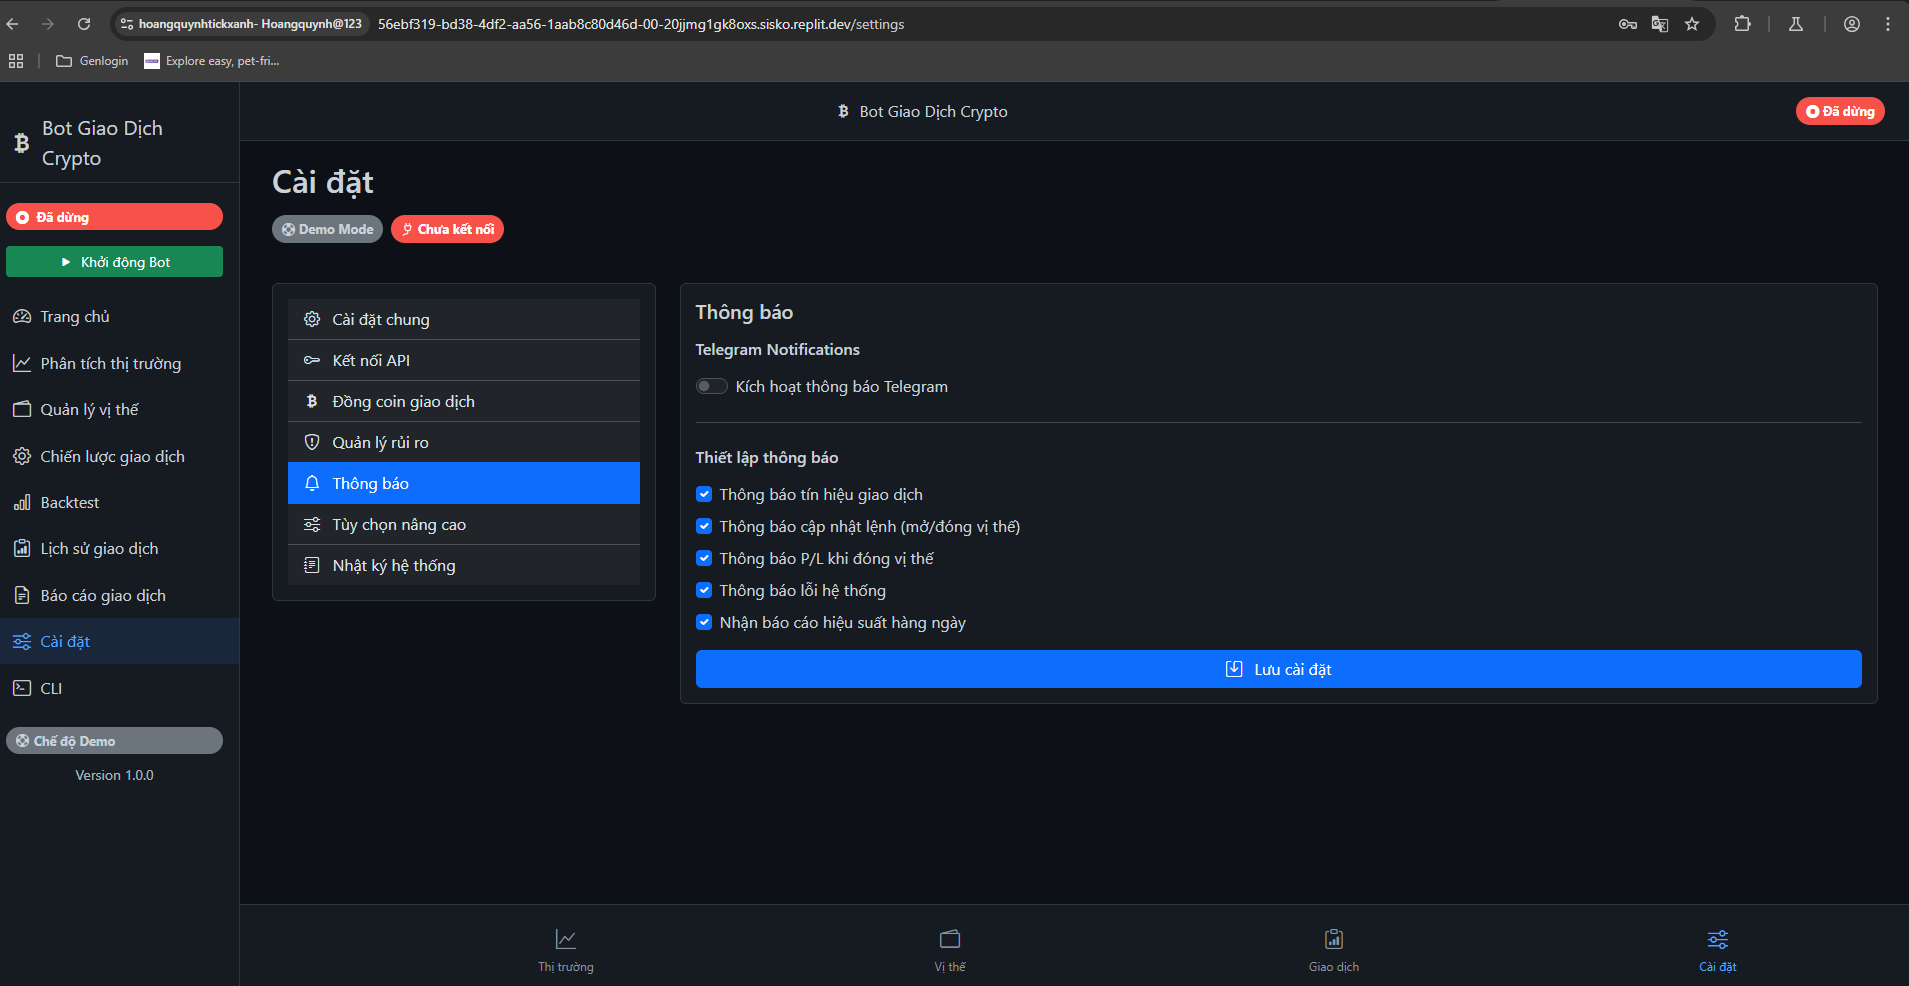 hoangquynhtickxanh- Hoangquynh@123
56ebf319-bd38-4df2-aa56-1aab8c80d46d-00-20jjmg1gk8oxs.sisko.replit.dev/settings
Genlogin
Explore easy, pet-fri...
Bot Giao Dịch
Crypto
Đã dừng
Khởi động Bot
Trang chủ
Phân tích thị trường
Quản lý vị thế
Chiến lược giao dịch
Backtest
Lịch sử giao dịch
Báo cáo giao dịch
Cài đặt
CLI
Chế độ Demo
Version 1.0.0
Bot Giao Dịch Crypto
Đã dừng
Cài đặt
Demo Mode
Chưa kết nối
Cài đặt chung
Kết nối API
Đồng coin giao dịch
Quản lý rủi ro
Thông báo
Tùy chọn nâng cao
Nhật ký hệ thống
Thông báo
Telegram Notifications
Kích hoạt thông báo Telegram
Thiết lập thông báo
Thông báo tín hiệu giao dịch
Thông báo cập nhật lệnh (mở/đóng vị thế)
Thông báo P/L khi đóng vị thế
Thông báo lỗi hệ thống
Nhận báo cáo hiệu suất hàng ngày
Lưu cài đặt
Thị trường
Vị thế
Giao dịch
Cài đặt